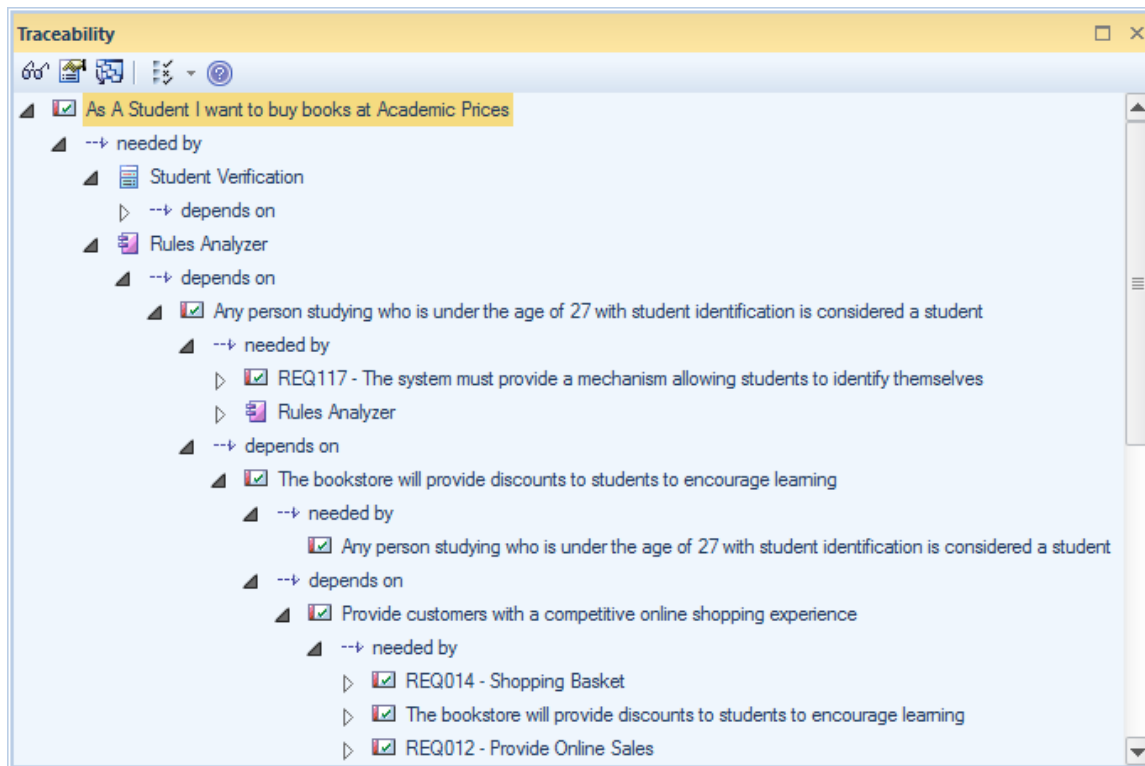 Traceability
As A Student I want to buy books at Academic Prices
needed by
Student Verification
depends on
Rules Analyzer
depends on
Any person studying who is under the age of 27 with student identification is considered a student
needed by
REQ117 - The system must provide a mechanism allowing students to identify themselves
Rules Analyzer
depends on
The bookstore will provide discounts to students to encourage learning
needed by
Any person studying who is under the age of 27 with student identification is considered a student
depends on
Provide customers with a competitive online shopping experience
needed by
REQ014 - Shopping Basket
The bookstore will provide discounts to students to encourage learning
REQ012 - Provide Online Sales